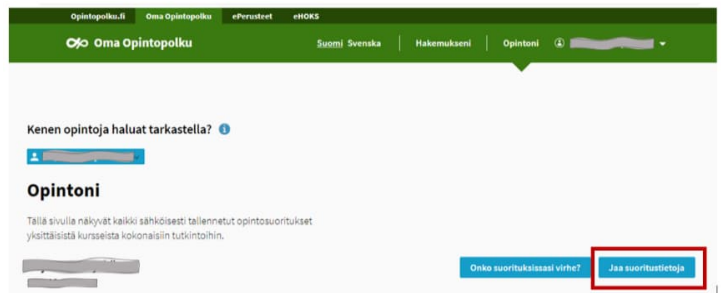 Opintopolku.fi Oma Opintopolku ePerusteet eHOKS
Oma Opintopolku Suomi Svenska Hakemukseni Opintoni
Kenen opintoja haluat tarkastella?
Opintoni
Tällä sivulla näkyvät kaikki sähköisesti tallennetut opintosuoritukset
yksittäisistä kursseista kokonaisiin tutkintoihin.
Onko suorituksissasi virhe? Jaa suoritustietoja